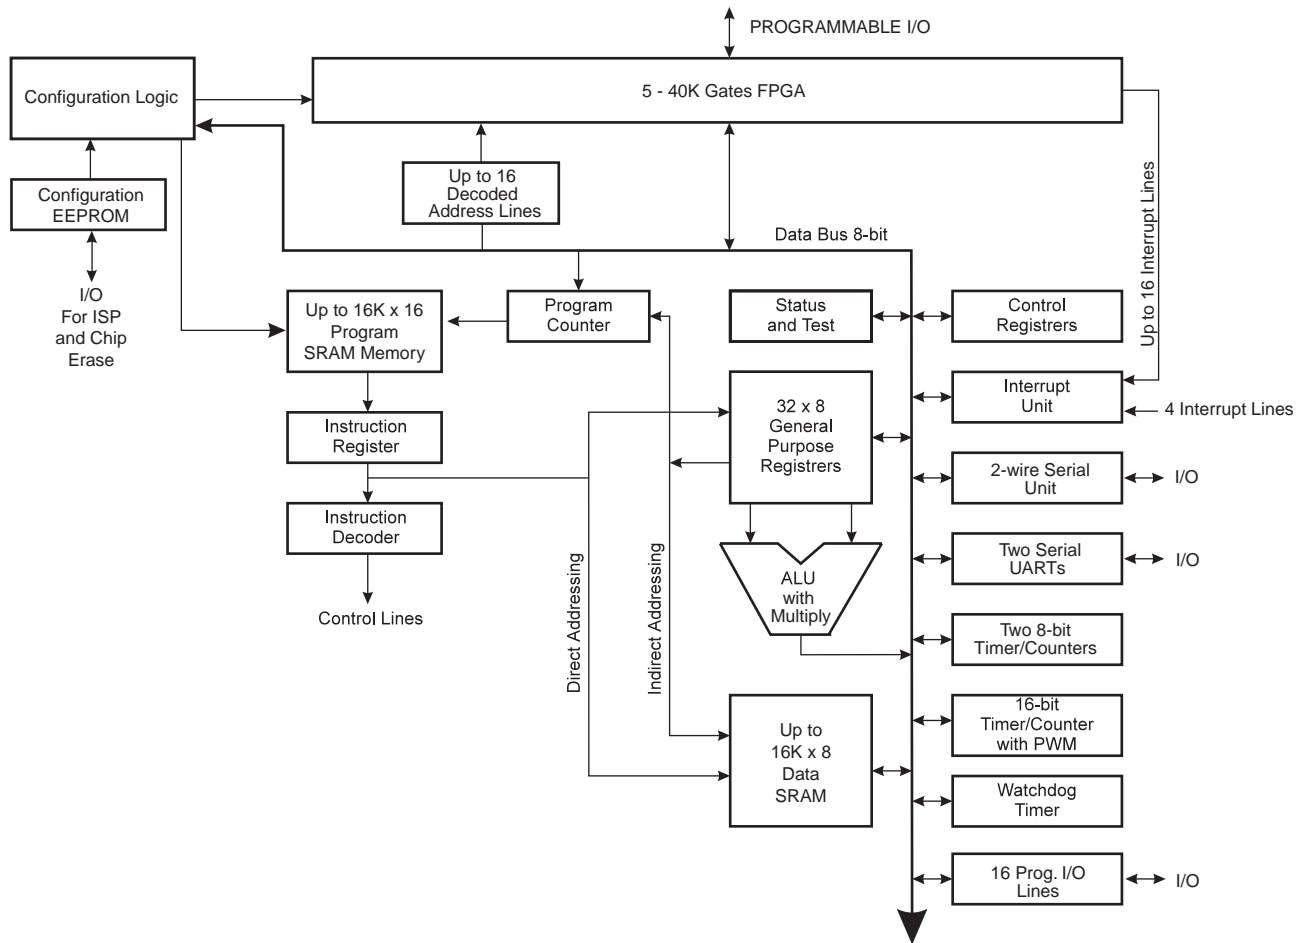 PROGRAMMABLE I/O
Configuration Logic
5 - 40K Gates FPGA
Up to 16
Decoded
Address Lines
Configuration
EEPROM
Up to 16 Interrupt Lines
Data Bus 8-bit
I/O
For ISP
and Chip
Erase
Up to 16K x 16
Program
SRAM Memory
Program
Counter
Status
and Test
Control
Registrers
Interrupt
Unit
4 Interrupt Lines
32 x 8
General
Purpose
Registrers
Instruction
Register
2-wire Serial
Unit
I/O
Instruction
Decoder
Two Serial
UARTs
I/O
Direct Addressing
Indirect Addressing
ALU
with
Multiply
Control Lines
Two 8-bit
Timer/Counters
16-bit
Timer/Counter
with PWM
Up to
16K x 8
Data
SRAM
Watchdog
Timer
16 Prog. I/O
Lines
I/O